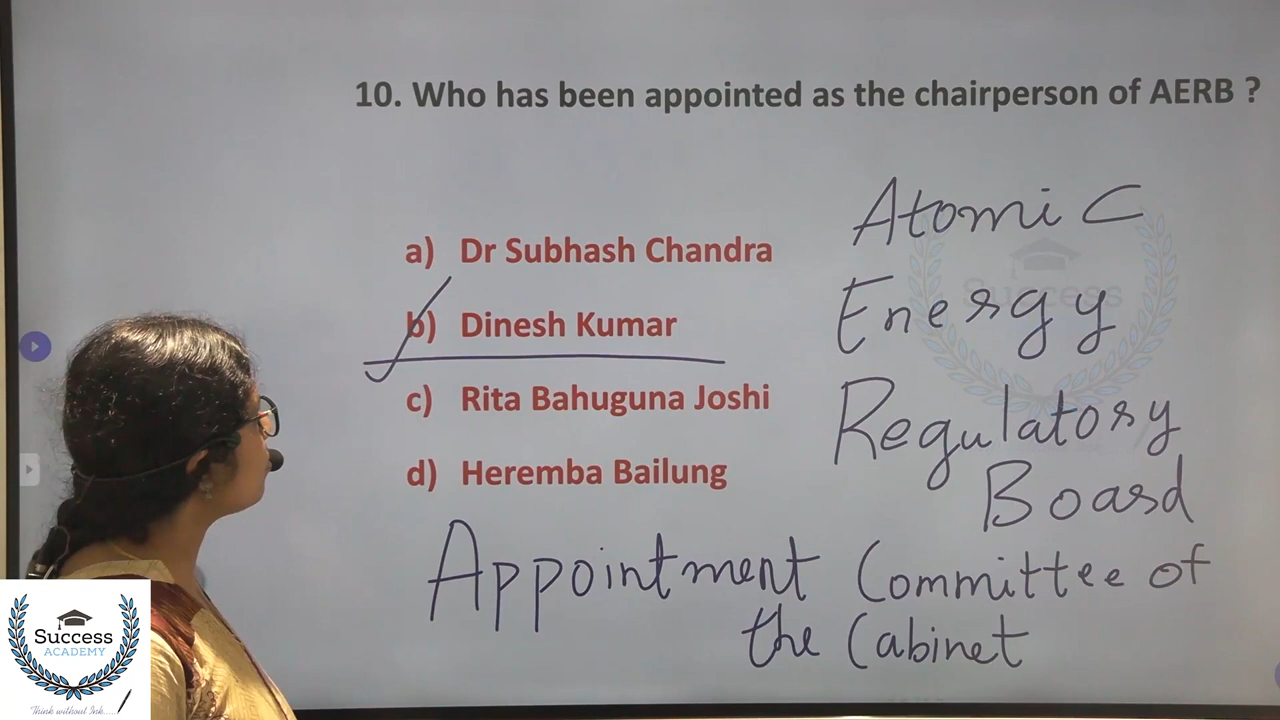 10. Who has been appointed as the chairperson of AERB ?
a) Dr Subhash Chandra
b) Dinesh Kumar
c) Rita Bahuguna Joshi
d) Heremba Bailung
Atomic
Energy
Regulatory
Board
Appointment Committee of
the Cabinet
Success
Success
ACADEMY
Think without Ink.....